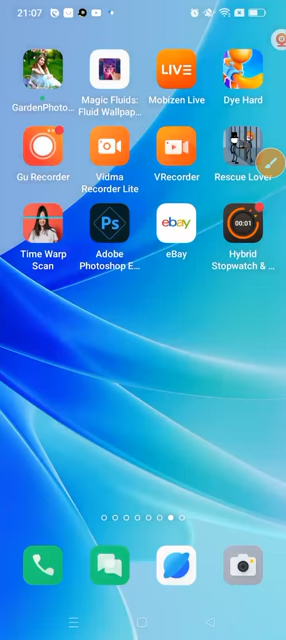 21:07
LIVE
GardenPhoto...
Magic Fluids:
Fluid Wallpap...
Mobizen Live
Dye Hard
Gu Recorder
Vidma
Recorder Lite
VRecorder
Rescue Lover
Ps
ebay
00:01
Time Warp
Scan
Adobe
Photoshop E...
eBay
Hybrid
Stopwatch & ...